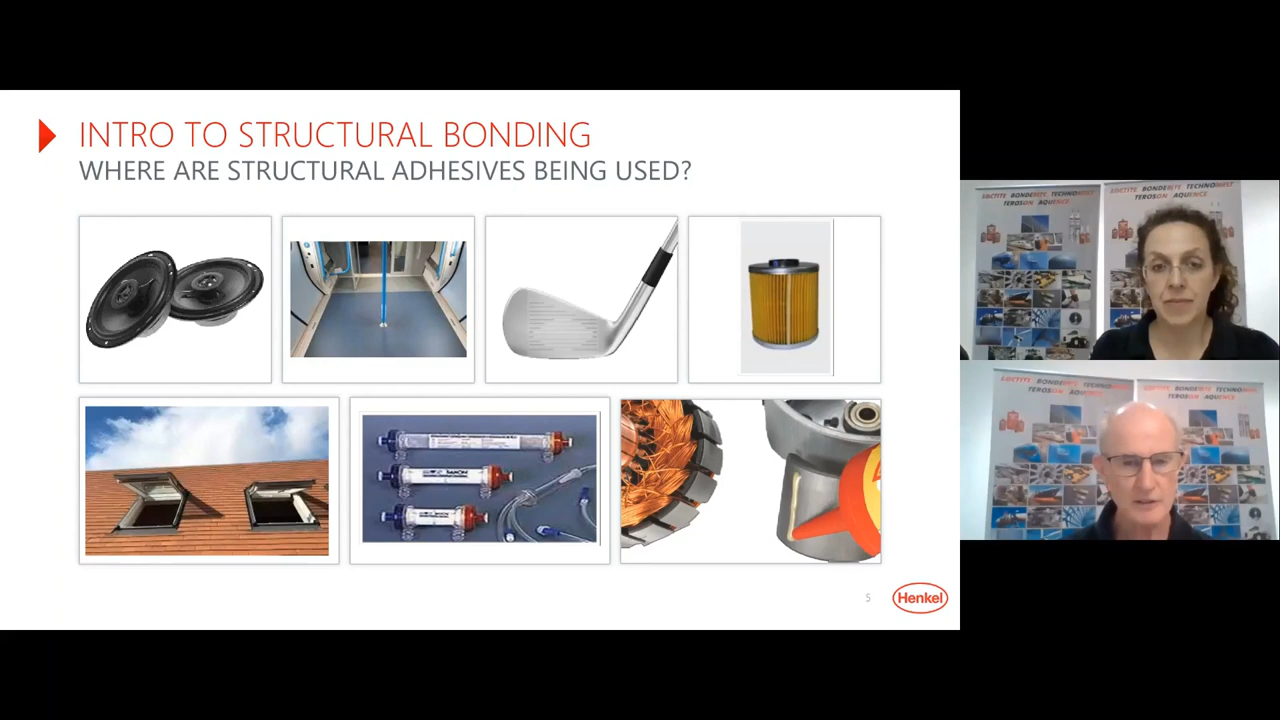 INTRO TO STRUCTURAL BONDING
WHERE ARE STRUCTURAL ADHESIVES BEING USED?
5
Henkel
LOCTITE BONDERITE TECHNOMELT
TEROSON AQUENCE
LOCTITE BONDERITE TECHNOMELT
TEROSON AQUENCE